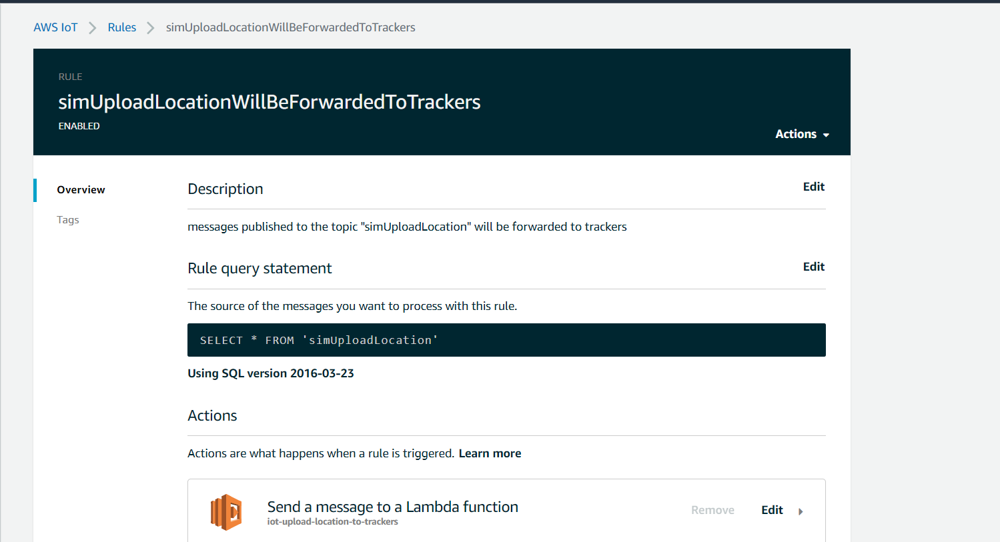 AWS IoT > Rules > simUploadLocationWillBeForwardedToTrackers
RULE
simUploadLocationWillBeForwardedToTrackers
ENABLED
Actions
Overview
Tags
Description
Edit
messages published to the topic "simUploadLocation" will be forwarded to trackers
Rule query statement
Edit
The source of the messages you want to process with this rule.
SELECT * FROM 'simUploadLocation'
Using SQL version 2016-03-23
Actions
Actions are what happens when a rule is triggered. Learn more
Send a message to a Lambda function
iot-upload-location-to-trackers
Remove
Edit